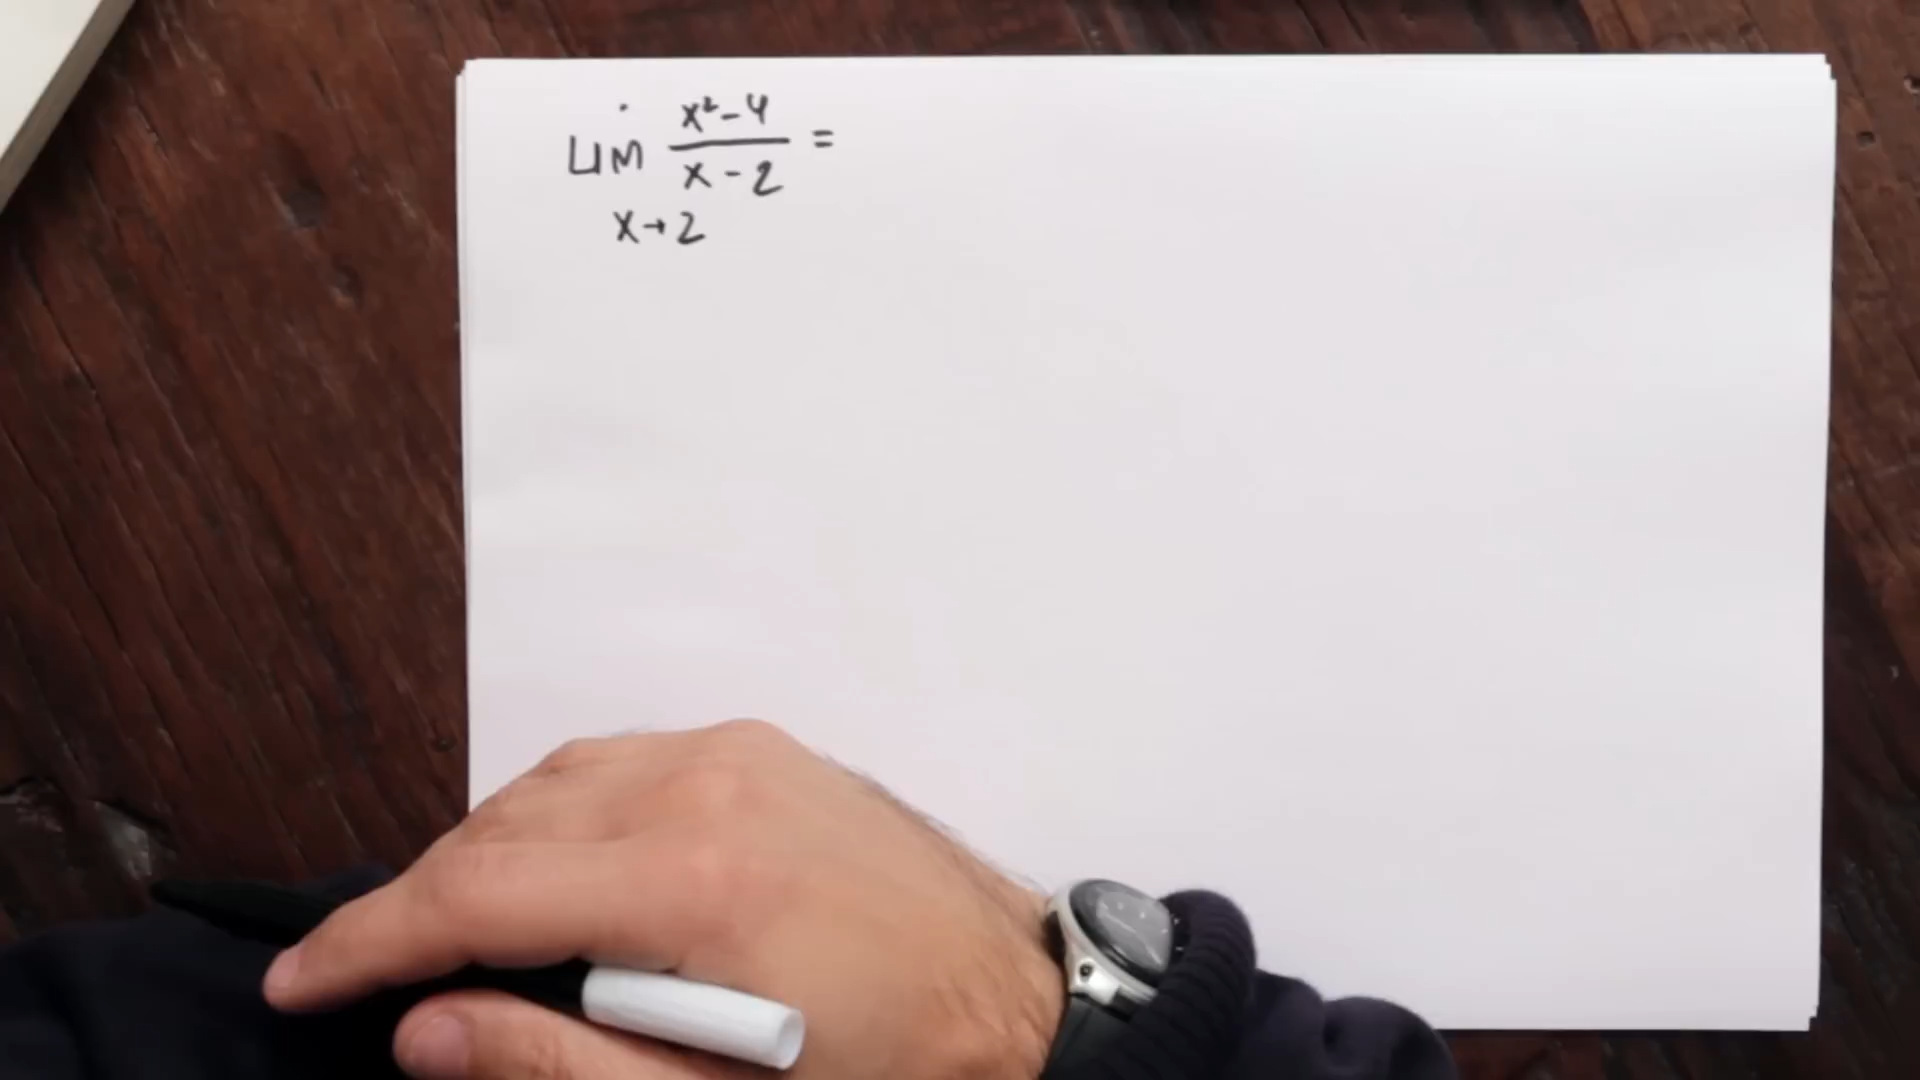 LIM x²-4 / x-2 =
x→2